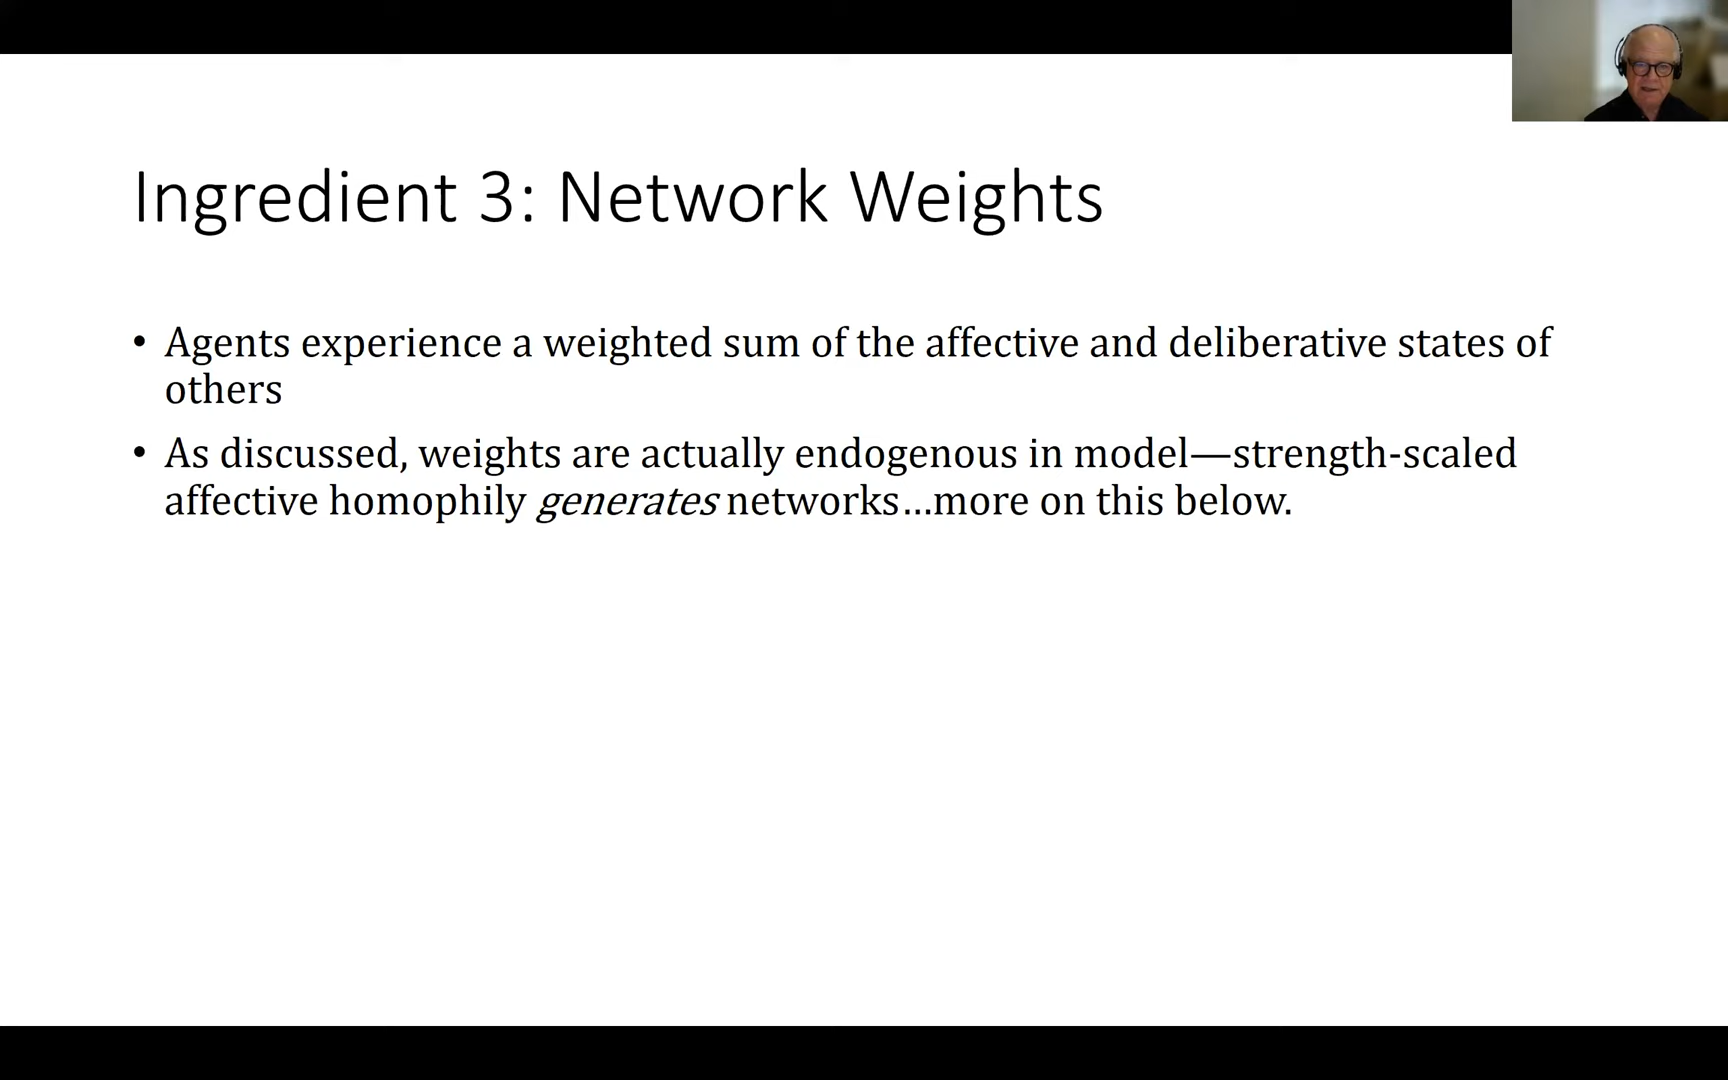 Ingredient 3: Network Weights
• Agents experience a weighted sum of the affective and deliberative states of
others
• As discussed, weights are actually endogenous in model—strength-scaled
affective homophily generates networks…more on this below.